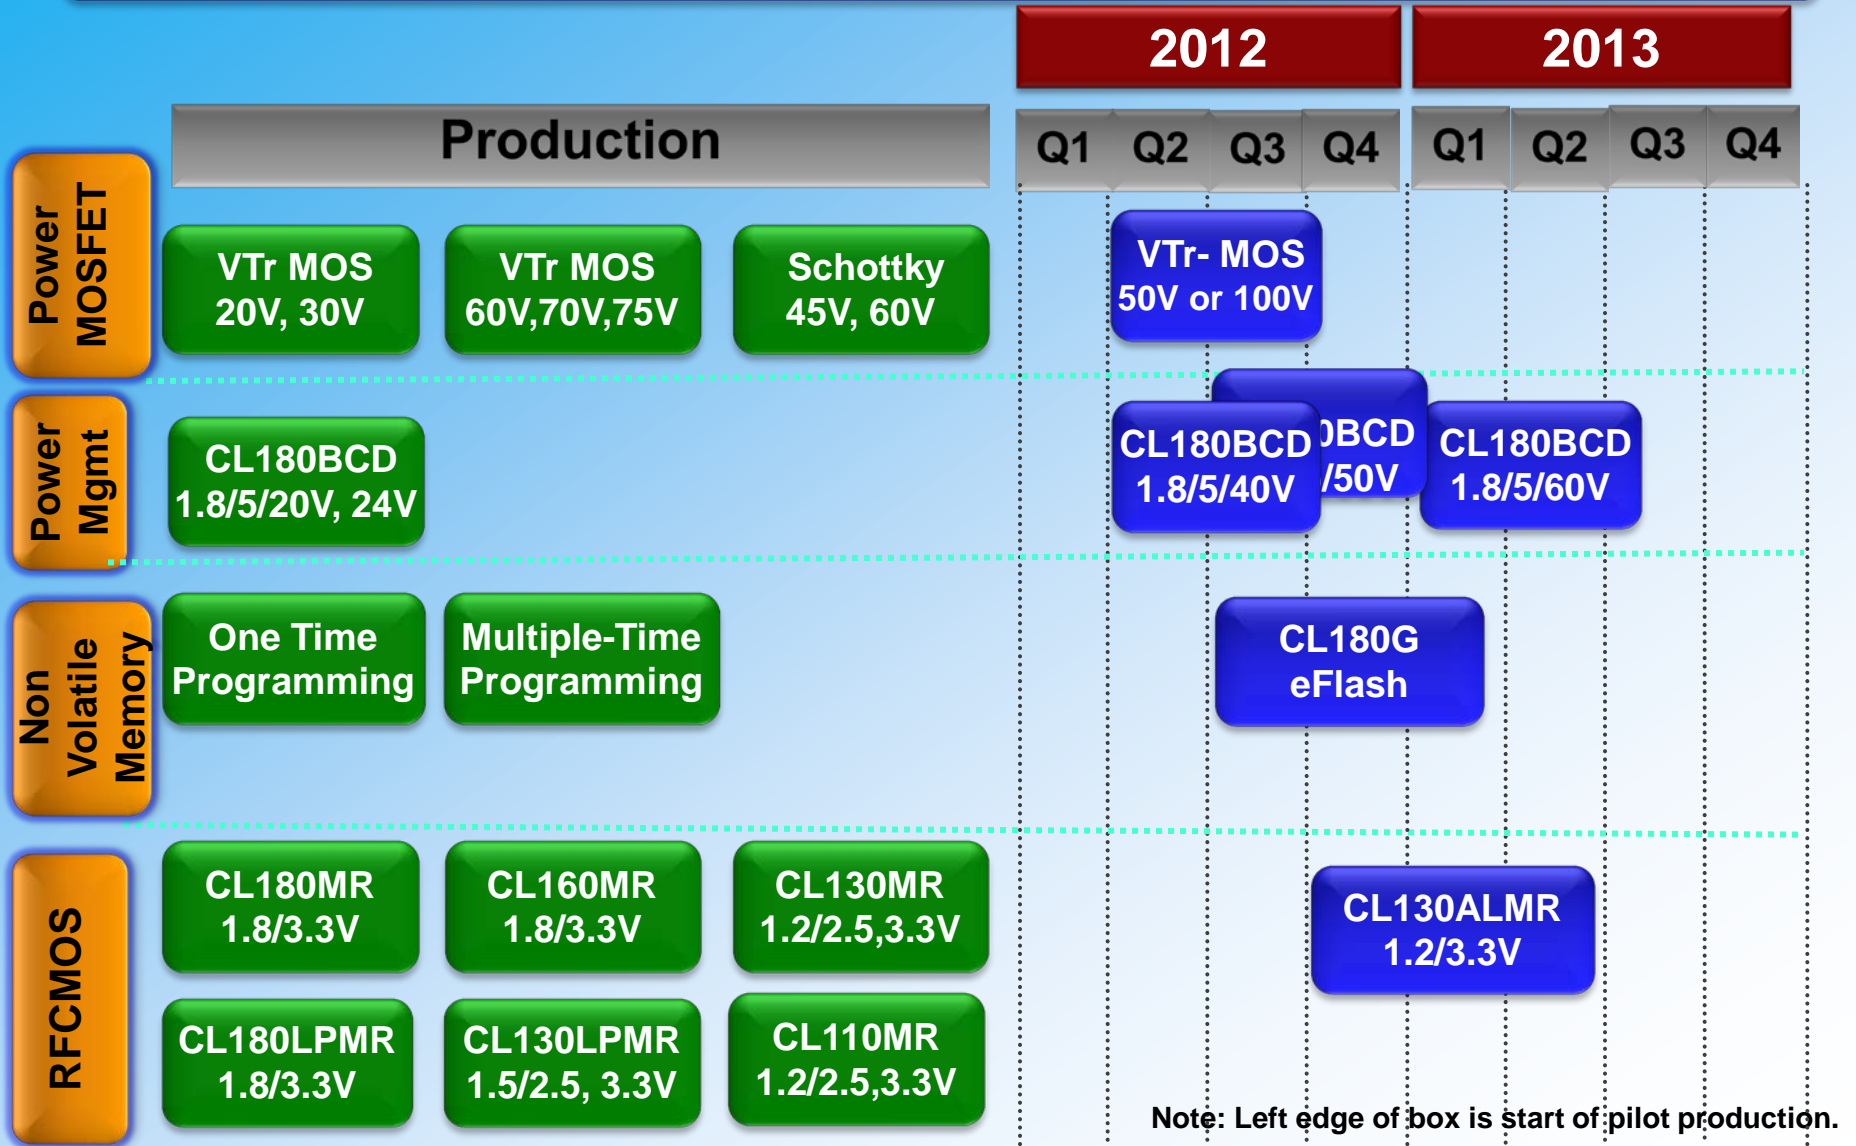 2012
2013
Production
Q1 Q2 Q3 Q4 Q1 Q2 Q3 Q4
Power
MOSFET
VTr MOS
20V, 30V
VTr MOS
60V,70V,75V
Schottky
45V, 60V
VTr- MOS
50V or 100V
Power
Mgmt
CL180BCD
1.8/5/20V, 24V
CL180BCD
1.8/5/40V
0BCD
/50V
CL180BCD
1.8/5/60V
Non
Volatile
Memory
One Time
Programming
Multiple-Time
Programming
CL180G
eFlash
RFCMOS
CL180MR
1.8/3.3V
CL160MR
1.8/3.3V
CL130MR
1.2/2.5,3.3V
CL130ALMR
1.2/3.3V
CL180LPMR
1.8/3.3V
CL130LPMR
1.5/2.5, 3.3V
CL110MR
1.2/2.5,3.3V
Note: Left edge of box is start of pilot production.